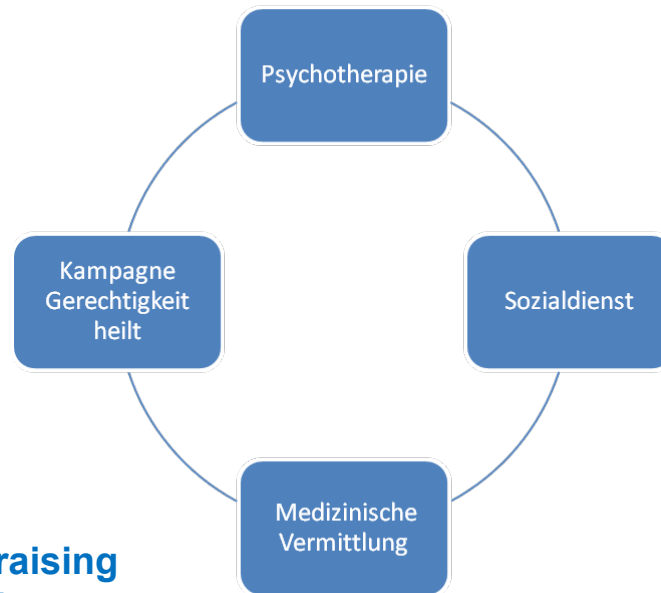 Psychotherapie
Kampagne
Gerechtigkeit
heilt
Sozialdienst
Medizinische
Vermittlung
raising